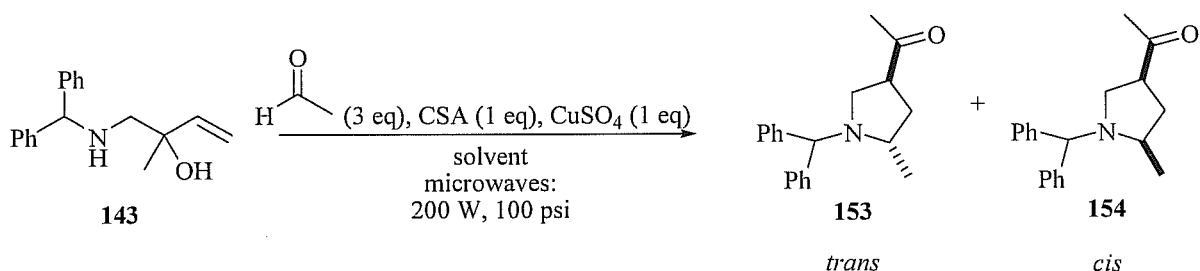 Ph
Ph
N
H
OH
143
O
H
(3 eq), CSA (1 eq), CuSO₄ (1 eq)
solvent
microwaves:
200 W, 100 psi
O
N
Ph
Ph
153
trans
+
O
N
Ph
Ph
154
cis